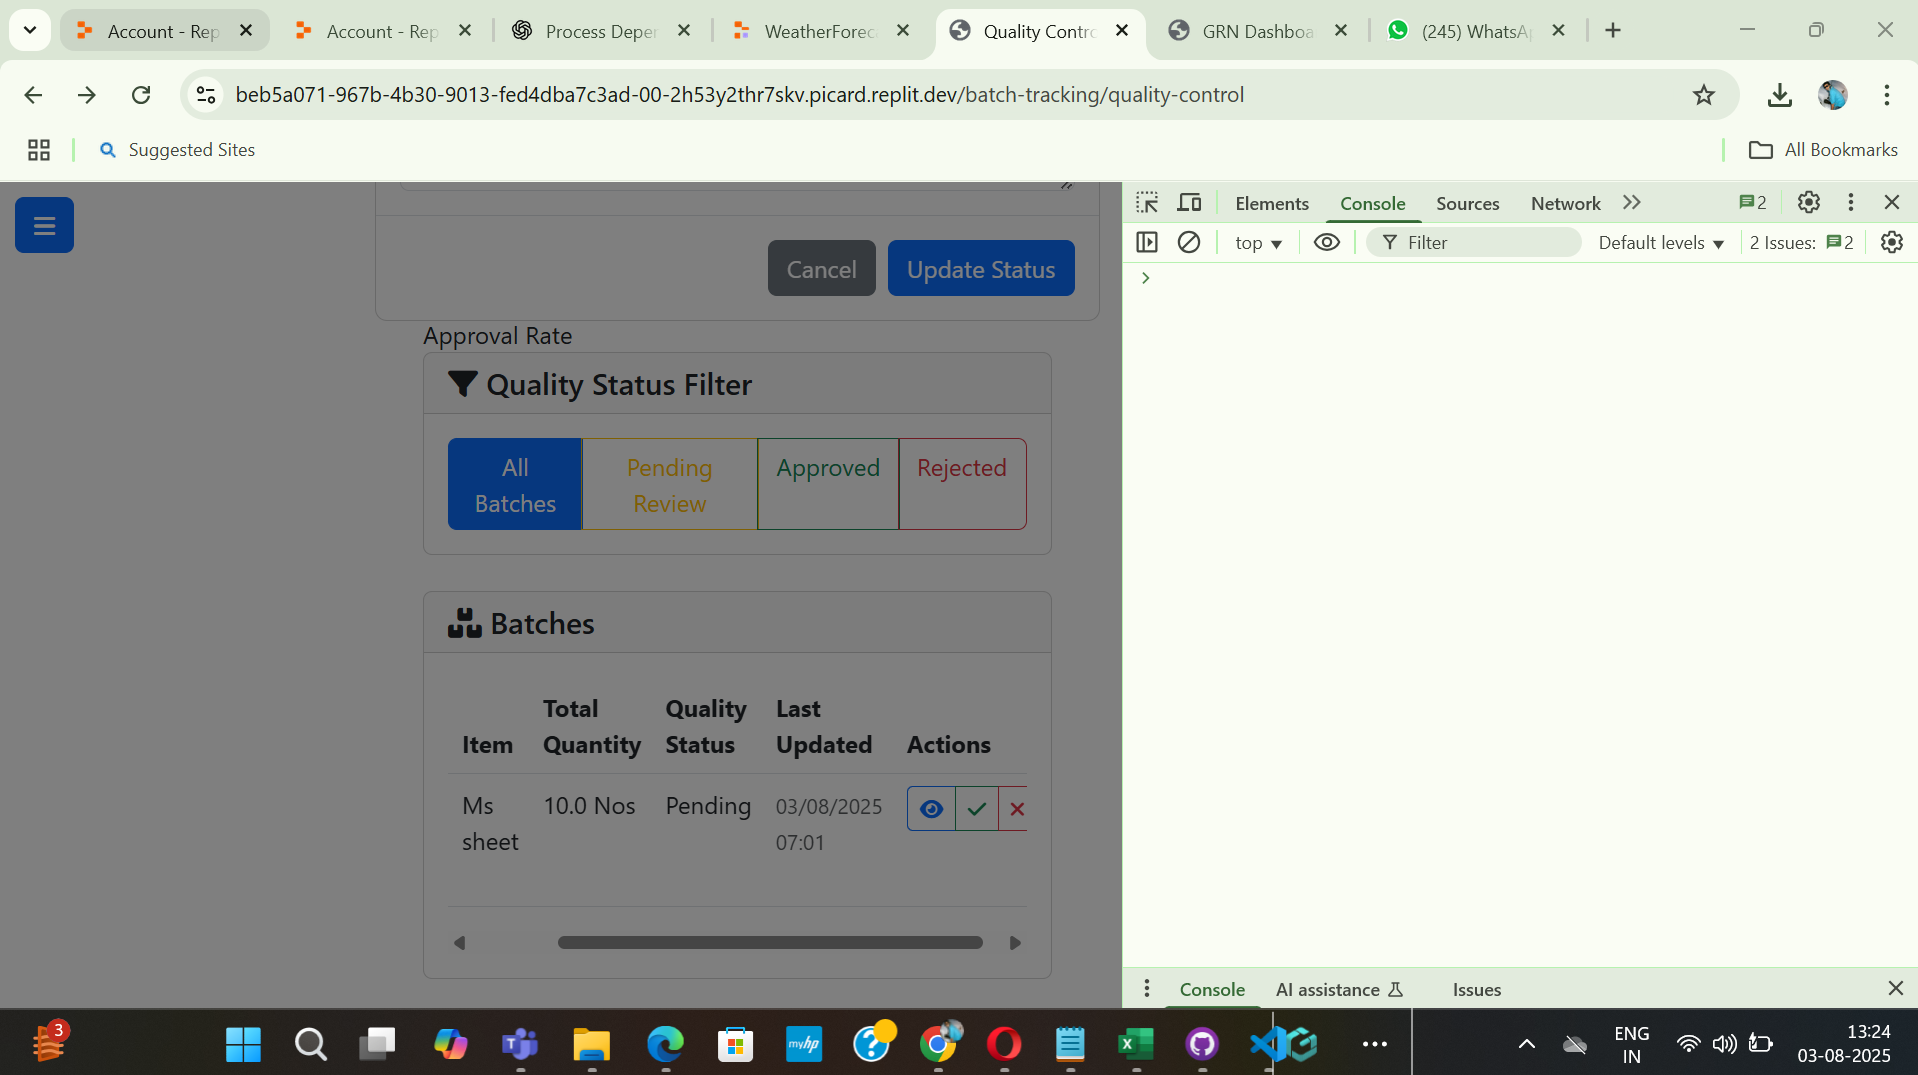 Account - Rep
Account - Rep
Process Deper
WeatherForec
Quality Contro
GRN Dashboa
(245) WhatsAp
beb5a071-967b-4b30-9013-fed4dba7c3ad-00-2h53y2thr7skv.picard.replit.dev/batch-tracking/quality-control
Suggested Sites
All Bookmarks
Elements
Console
Sources
Network
2
top
Filter
Default levels
2 Issues:
2
Cancel
Update Status
Approval Rate
Quality Status Filter
All Batches
Pending Review
Approved
Rejected
Batches
Item
Total Quantity
Quality Status
Last Updated
Actions
Ms sheet
10.0 Nos
Pending
03/08/2025 07:01
Console
AI assistance
Issues
3
myhp
ENG
IN
13:24
03-08-2025